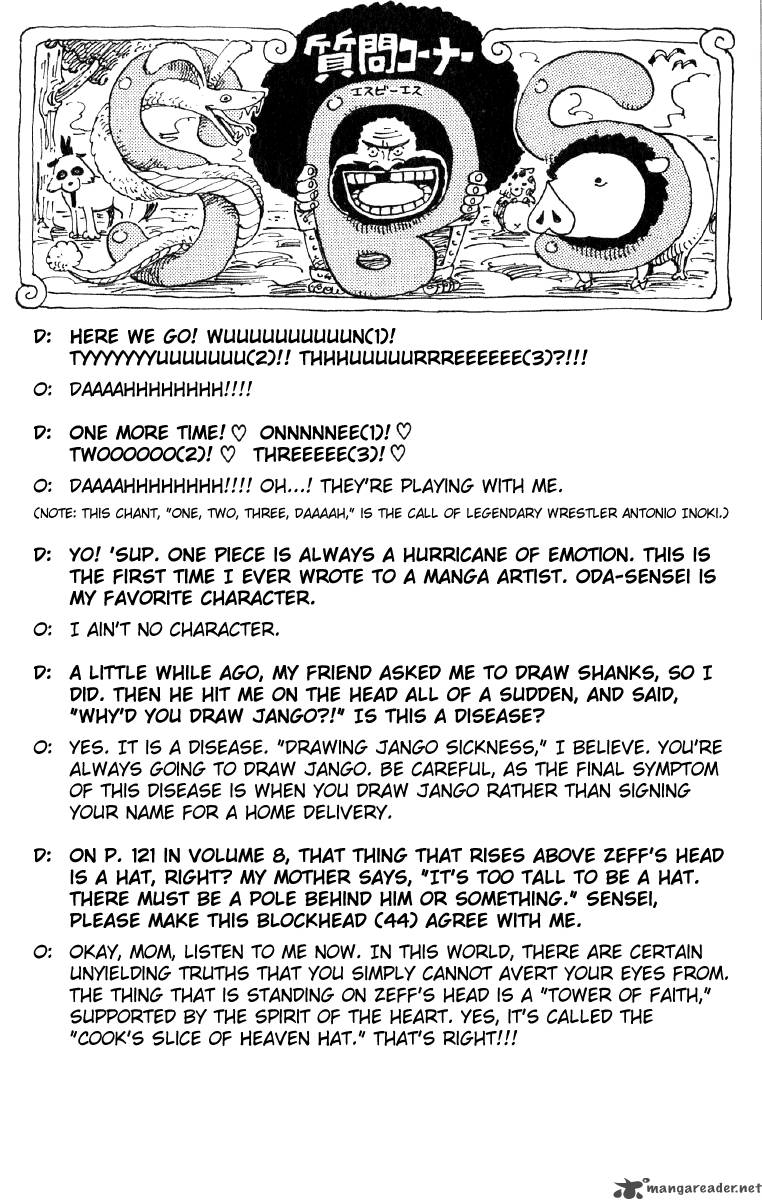 質問コーナー
エスビーエス
SBS
D: HERE WE GO! WUUUUUUUUUUUN(1)!
TYYYYYYYUUUUUUU(2)!! THHHUUUUURRREEEEEE(3)?!!!
O: DAAAAHHHHHHHH!!!!
D: ONE MORE TIME! ♡ ONNNNNEE(1)! ♡
TWOOOOOO(2)! ♡ THREEEEE(3)! ♡
O: DAAAAHHHHHHHH!!!! OH...! THEY'RE PLAYING WITH ME.
(NOTE: THIS CHANT, "ONE, TWO, THREE, DAAAAH," IS THE CALL OF LEGENDARY WRESTLER ANTONIO INOKI.)
D: YO! 'SUP. ONE PIECE IS ALWAYS A HURRICANE OF EMOTION. THIS IS
THE FIRST TIME I EVER WROTE TO A MANGA ARTIST. ODA-SENSEI IS
MY FAVORITE CHARACTER.
O: I AIN'T NO CHARACTER.
D: A LITTLE WHILE AGO, MY FRIEND ASKED ME TO DRAW SHANKS, SO I
DID. THEN HE HIT ME ON THE HEAD ALL OF A SUDDEN, AND SAID,
"WHY'D YOU DRAW JANGO?!" IS THIS A DISEASE?
O: YES. IT IS A DISEASE. "DRAWING JANGO SICKNESS," I BELIEVE. YOU'RE
ALWAYS GOING TO DRAW JANGO. BE CAREFUL, AS THE FINAL SYMPTOM
OF THIS DISEASE IS WHEN YOU DRAW JANGO RATHER THAN SIGNING
YOUR NAME FOR A HOME DELIVERY.
D: ON P. 121 IN VOLUME 8, THAT THING THAT RISES ABOVE ZEFF'S HEAD
IS A HAT, RIGHT? MY MOTHER SAYS, "IT'S TOO TALL TO BE A HAT.
THERE MUST BE A POLE BEHIND HIM OR SOMETHING." SENSEI,
PLEASE MAKE THIS BLOCKHEAD (44) AGREE WITH ME.
O: OKAY, MOM, LISTEN TO ME NOW. IN THIS WORLD, THERE ARE CERTAIN
UNYIELDING TRUTHS THAT YOU SIMPLY CANNOT AVERT YOUR EYES FROM.
THE THING THAT IS STANDING ON ZEFF'S HEAD IS A "TOWER OF FAITH,"
SUPPORTED BY THE SPIRIT OF THE HEART. YES, IT'S CALLED THE
"COOK'S SLICE OF HEAVEN HAT." THAT'S RIGHT!!!
mangareader.net